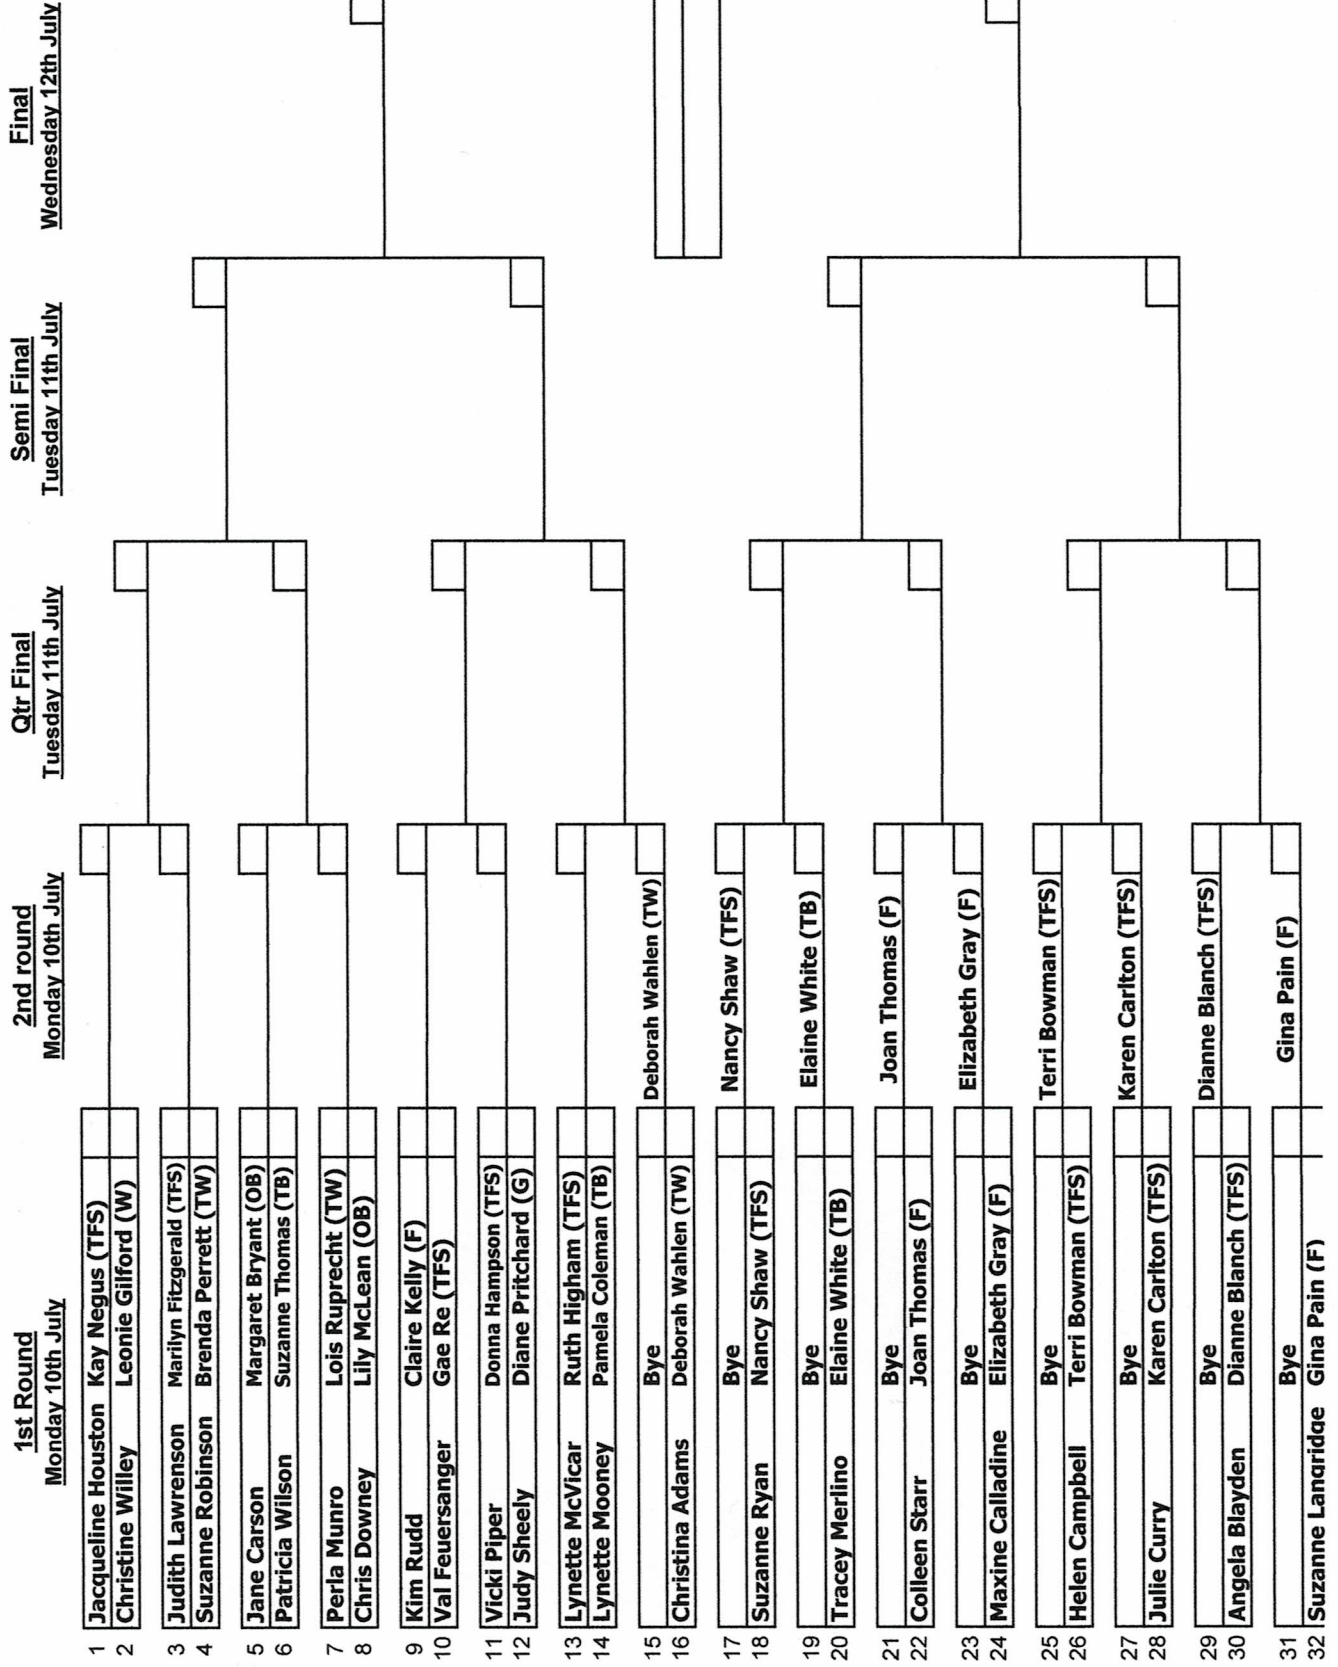 1st Round
Monday 10th July
2nd round
Monday 10th July
Qtr Final
Tuesday 11th July
Semi Final
Tuesday 11th July
Final
Wednesday 12th July
1 Jacqueline Houston Kay Negus (TFS)
2 Christine Willey Leonie Gilford (W)
3 Judith Lawrenson Marilyn Fitzgerald (TFS)
4 Suzanne Robinson Brenda Perrett (TW)
5 Jane Carson Margaret Bryant (OB)
6 Patricia Wilson Suzanne Thomas (TB)
7 Perla Munro Lois Ruprecht (TW)
8 Chris Downey Lily McLean (OB)
9 Kim Rudd Claire Kelly (F)
10 Val Feuersanger Gae Re (TFS)
11 Vicki Piper Donna Hampson (TFS)
12 Judy Sheely Diane Pritchard (G)
13 Lynette McVicar Ruth Higham (TFS)
14 Lynette Mooney Pamela Coleman (TB)
15 Bye
Deborah Wahlen (TW)
16 Christina Adams Deborah Wahlen (TW)
17 Bye
Nancy Shaw (TFS)
18 Suzanne Ryan Nancy Shaw (TFS)
19 Bye
Elaine White (TB)
20 Tracey Merlino Elaine White (TB)
21 Bye
Joan Thomas (F)
22 Colleen Starr Joan Thomas (F)
23 Bye
Elizabeth Gray (F)
24 Maxine Calladine Elizabeth Gray (F)
25 Bye
Terri Bowman (TFS)
26 Helen Campbell Terri Bowman (TFS)
27 Bye
Karen Carlton (TFS)
28 Julie Curry Karen Carlton (TFS)
29 Bye
Dianne Blanch (TFS)
30 Angela Blayden Dianne Blanch (TFS)
31 Bye
Gina Pain (F)
32 Suzanne Langridge Gina Pain (F)